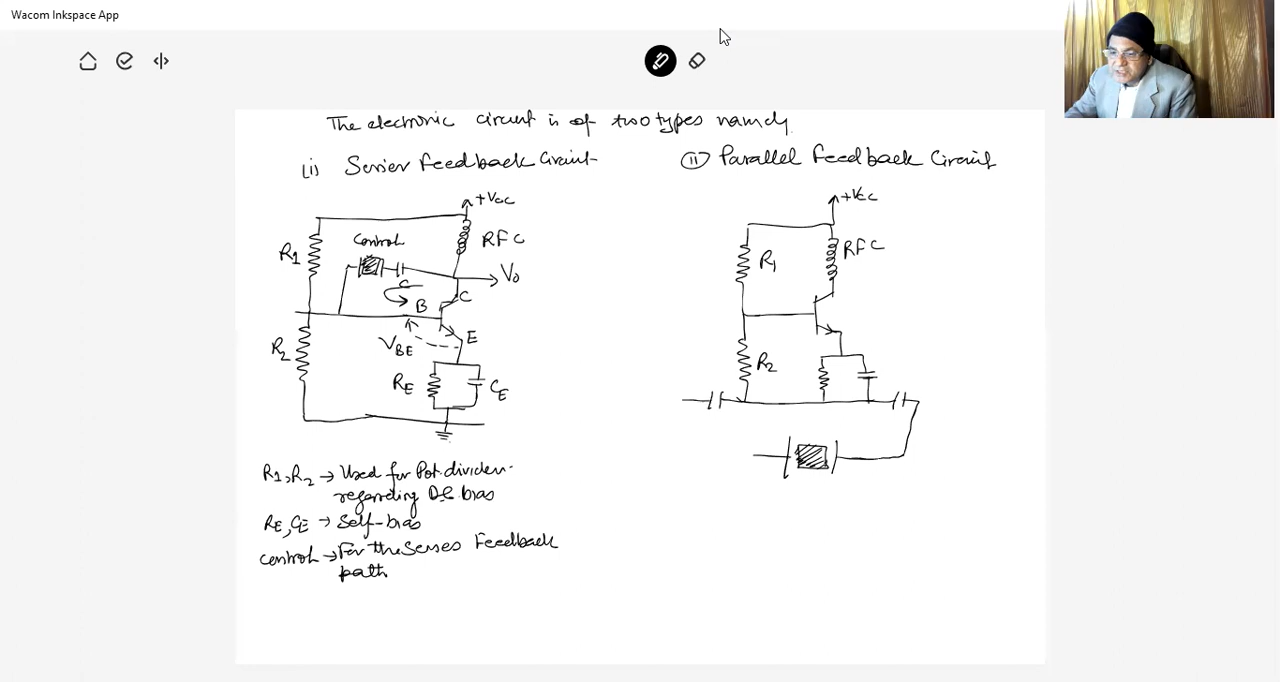 Wacom Inkspace App
The electronic circuit is of two types namely
(i) Series Feedback Circuit
(ii) Parallel Feedback Circuit
+VCC
R1
Control
RFC
C
V0
B
C
E
VBE
R2
RE
CE
+VCC
R1
RFC
R2
R1, R2 → Used for Pot. divider
regarding DC bias
RE, CE → Self-bias
Control → For the Series Feedback
path